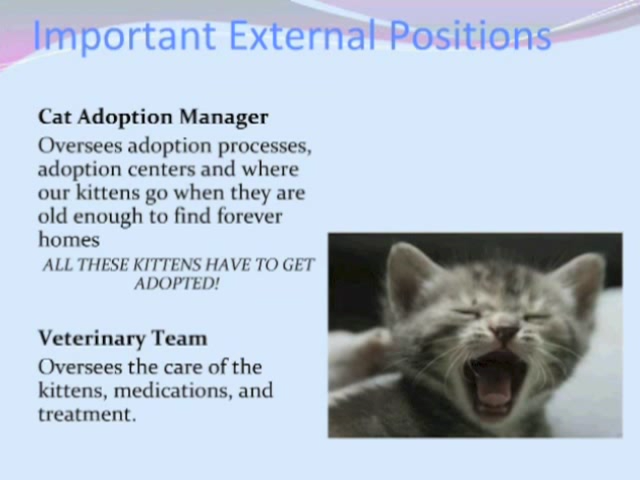 Important External Positions
Cat Adoption Manager
Oversees adoption processes,
adoption centers and where
our kittens go when they are
old enough to find forever
homes
ALL THESE KITTENS HAVE TO GET
ADOPTED!
Veterinary Team
Oversees the care of the
kittens, medications, and
treatment.